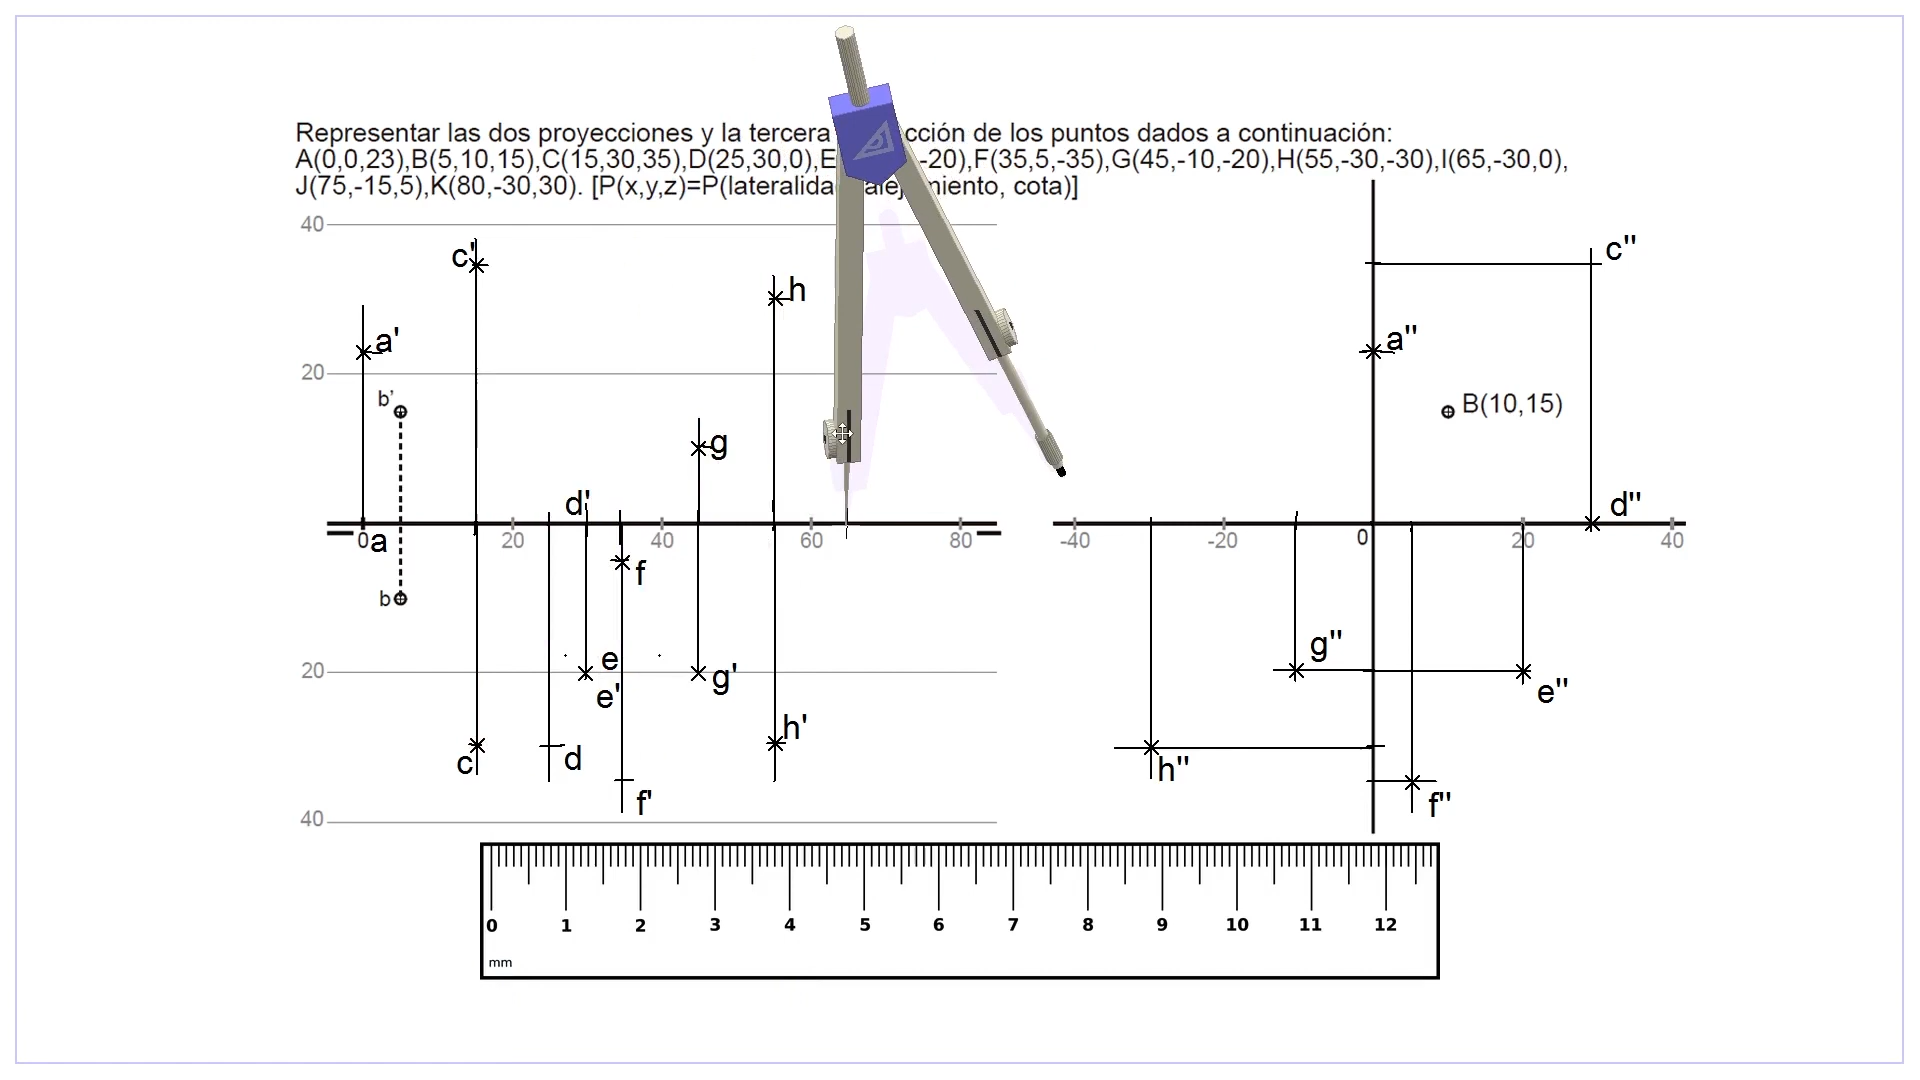 Representar las dos proyecciones y la tercera cción de los puntos dados a continuación:
A(0,0,23),B(5,10,15),C(15,30,35),D(25,30,0),E -20),F(35,5,-35),G(45,-10,-20),H(55,-30,-30),I(65,-30,0),
J(75,-15,5),K(80,-30,30). [P(x,y,z)=P(lateralida alej miento, cota)]
40
c'
h
c''
a'
a''
20
b'
B(10,15)
g
d'
d''
0
a
20
40
60
80
-40
-20
0
20
40
f
b
e
g''
20
g'
e'
e''
h'
c
d
h''
f'
f''
40
0 1 2 3 4 5 6 7 8 9 10 11 12
mm